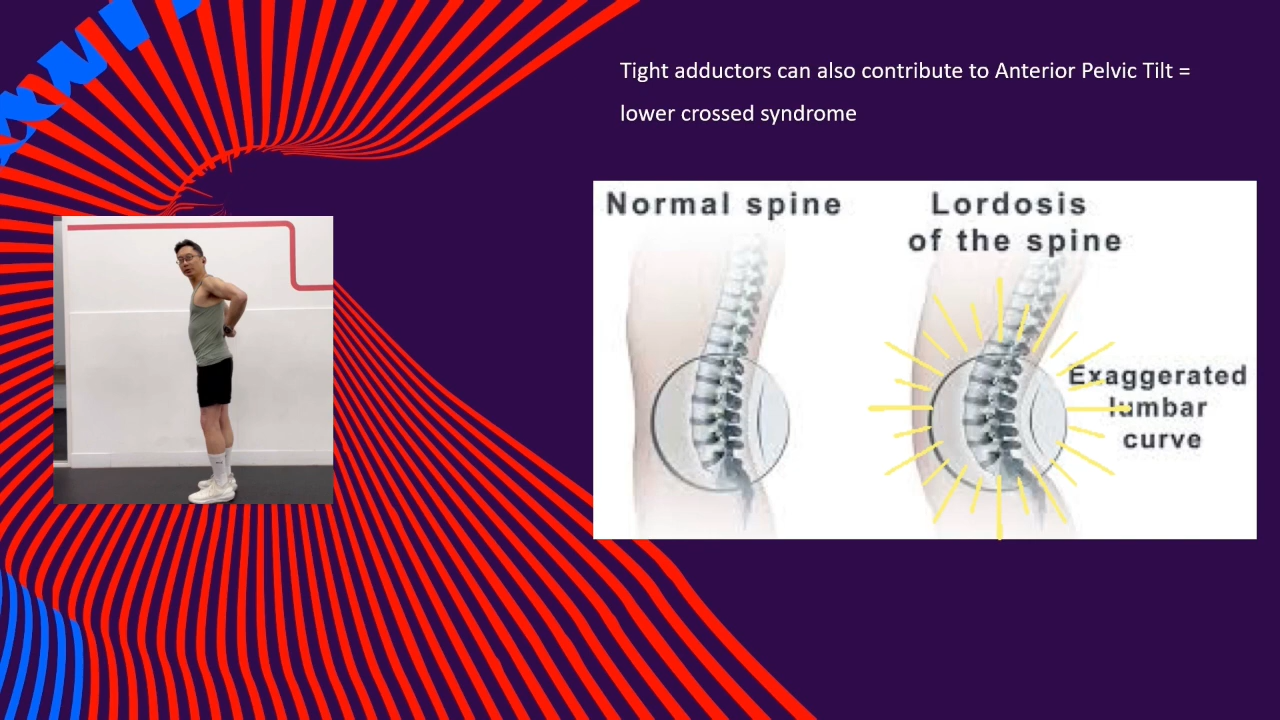 Tight adductors can also contribute to Anterior Pelvic Tilt =
lower crossed syndrome
Normal spine
Lordosis
of the spine
Exaggerated
lumbar
curve